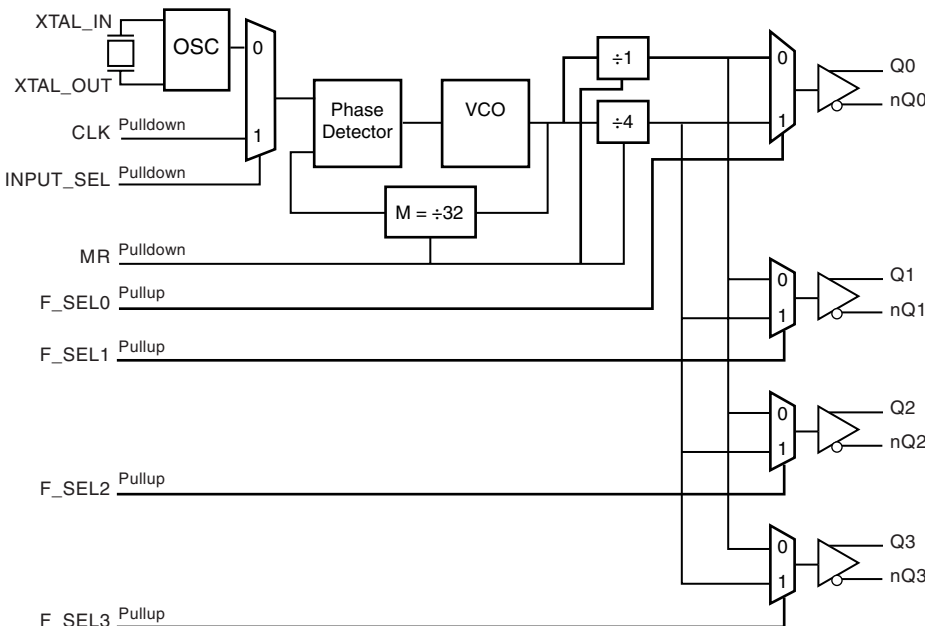 XTAL_IN
OSC
XTAL_OUT
0
1
CLK Pulldown
INPUT_SEL Pulldown
Phase
Detector
VCO
M = ÷32
÷1
÷4
MR Pulldown
F_SEL0 Pullup
F_SEL1 Pullup
F_SEL2 Pullup
F_SEL3 Pullup
0
1
Q0
nQ0
0
1
Q1
nQ1
0
1
Q2
nQ2
0
1
Q3
nQ3